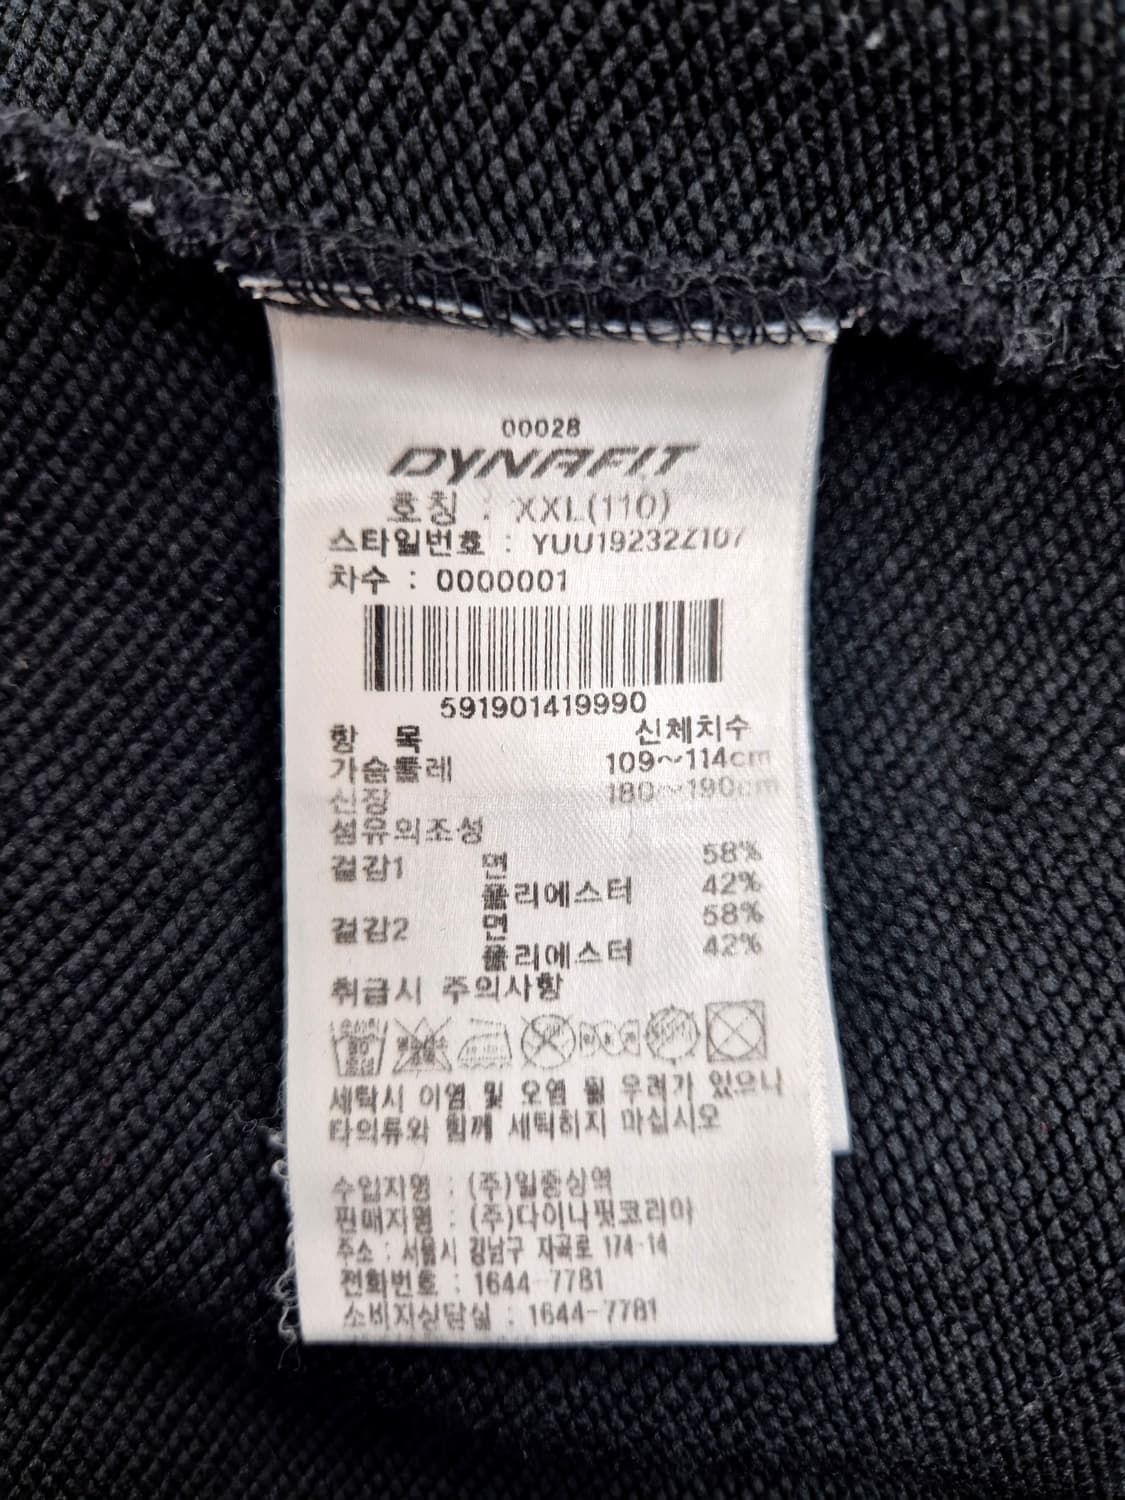 00028
DYNAFIT
호칭 : XXL(110)
스타일번호 : YUU19232Z107
차수 : 0000001
591901419990
항 목 신체치수
가슴둘레 109~114cm
신장 180~190cm
섬유의조성
겉감1 면 58%
폴리에스터 42%
겉감2 면 58%
폴리에스터 42%
취급시 주의사항
세탁시 이염 및 오염 될 우려가 있으니
타의류와 함께 세탁하지 마십시오
수입자명 : (주)일중상역
판매자명 : (주)다이나핏코리아
주소 : 서울시 강남구 자곡로 174-14
전화번호 : 1644-7781
소비자상담실 : 1644-7781